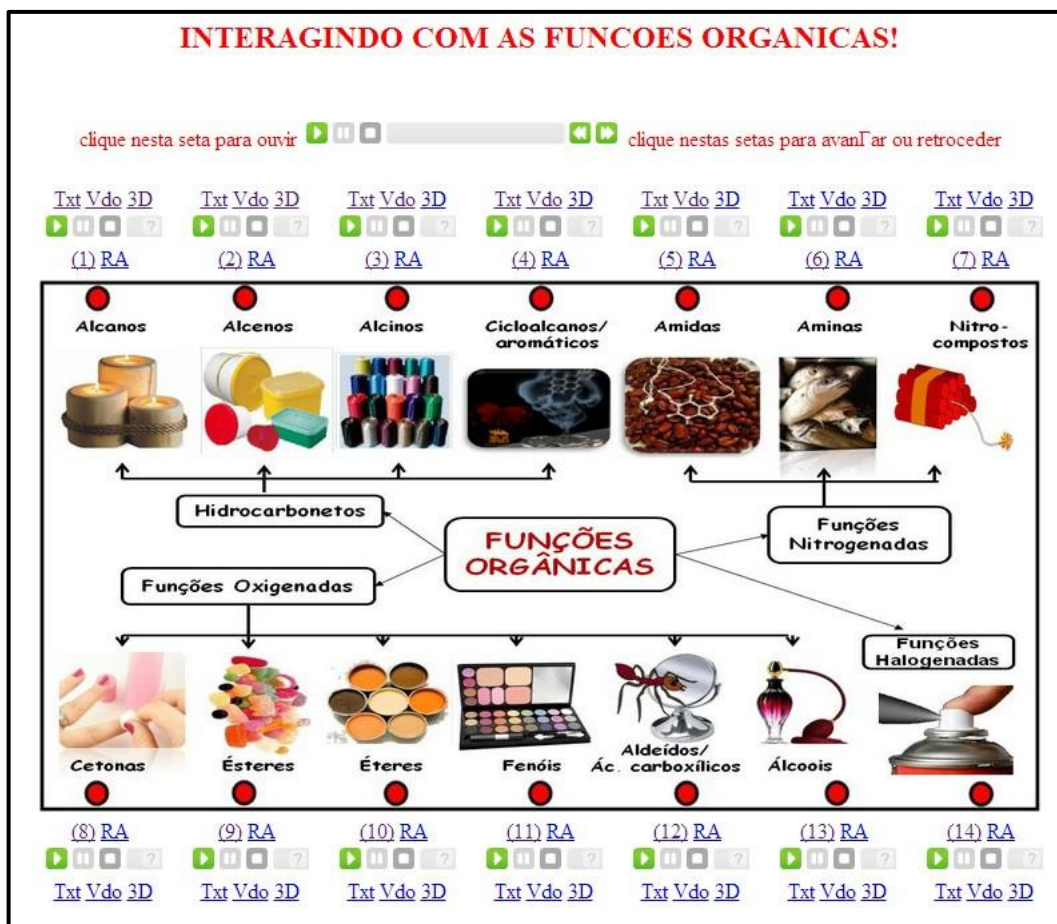 INTERAGINDO COM AS FUNCOES ORGANICAS!
clique nesta seta para ouvir
clique nestas setas para avanΓar ou retroceder
Txt Vdo 3D Txt Vdo 3D Txt Vdo 3D Txt Vdo 3D Txt Vdo 3D Txt Vdo 3D Txt Vdo 3D
? ? ? ? ? ? ?
(1) RA (2) RA (3) RA (4) RA (5) RA (6) RA (7) RA
Alcanos
Alcenos
Alcinos
Cicloalcanos/
aromáticos
Amidas
Aminas
Nitro-
compostos
Hidrocarbonetos
Funções
Nitrogenadas
FUNÇÕES
ORGÂNICAS
Funções Oxigenadas
Funções
Halogenadas
Cetonas
Ésteres
Éteres
Fenóis
Aldeídos/
Ác. carboxílicos
Álcoois
(8) RA (9) RA (10) RA (11) RA (12) RA (13) RA (14) RA
? ? ? ? ? ? ?
Txt Vdo 3D Txt Vdo 3D Txt Vdo 3D Txt Vdo 3D Txt Vdo 3D Txt Vdo 3D Txt Vdo 3D